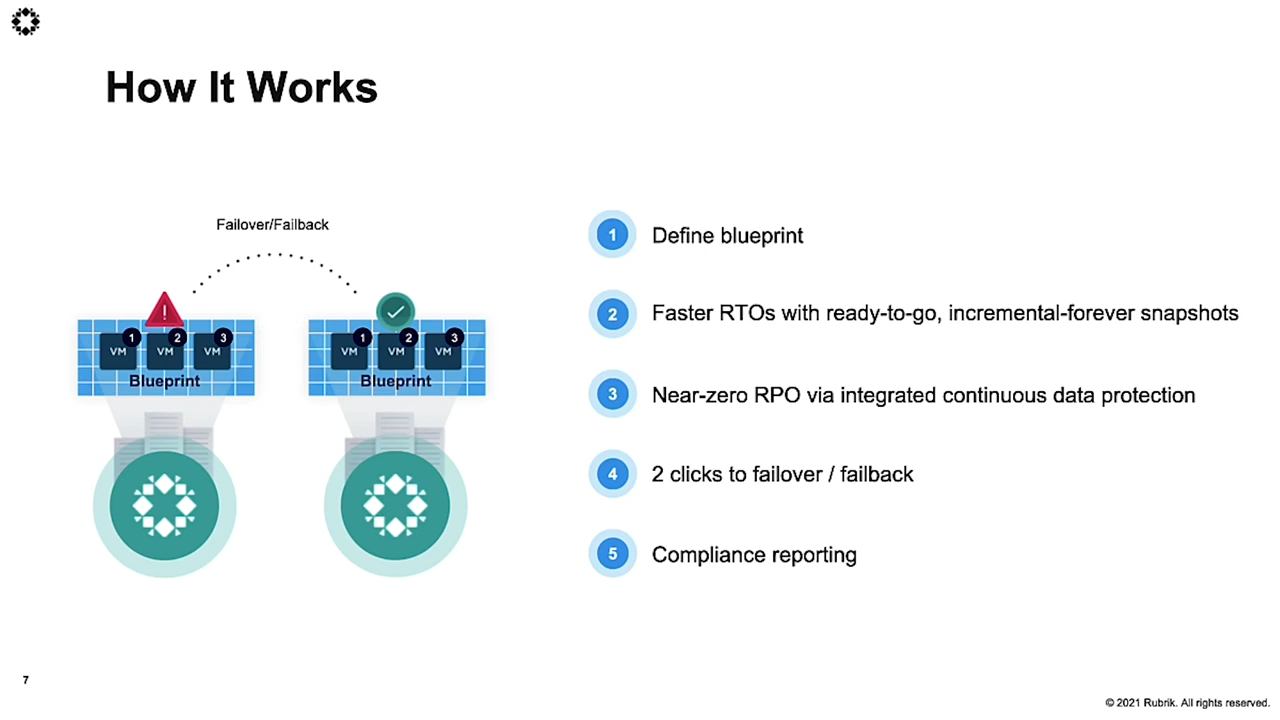 How It Works
Failover/Failback
1 2 3
VM VM VM
Blueprint
1 2 3
VM VM VM
Blueprint
1 Define blueprint
2 Faster RTOs with ready-to-go, incremental-forever snapshots
3 Near-zero RPO via integrated continuous data protection
4 2 clicks to failover / failback
5 Compliance reporting
7
© 2021 Rubrik. All rights reserved.